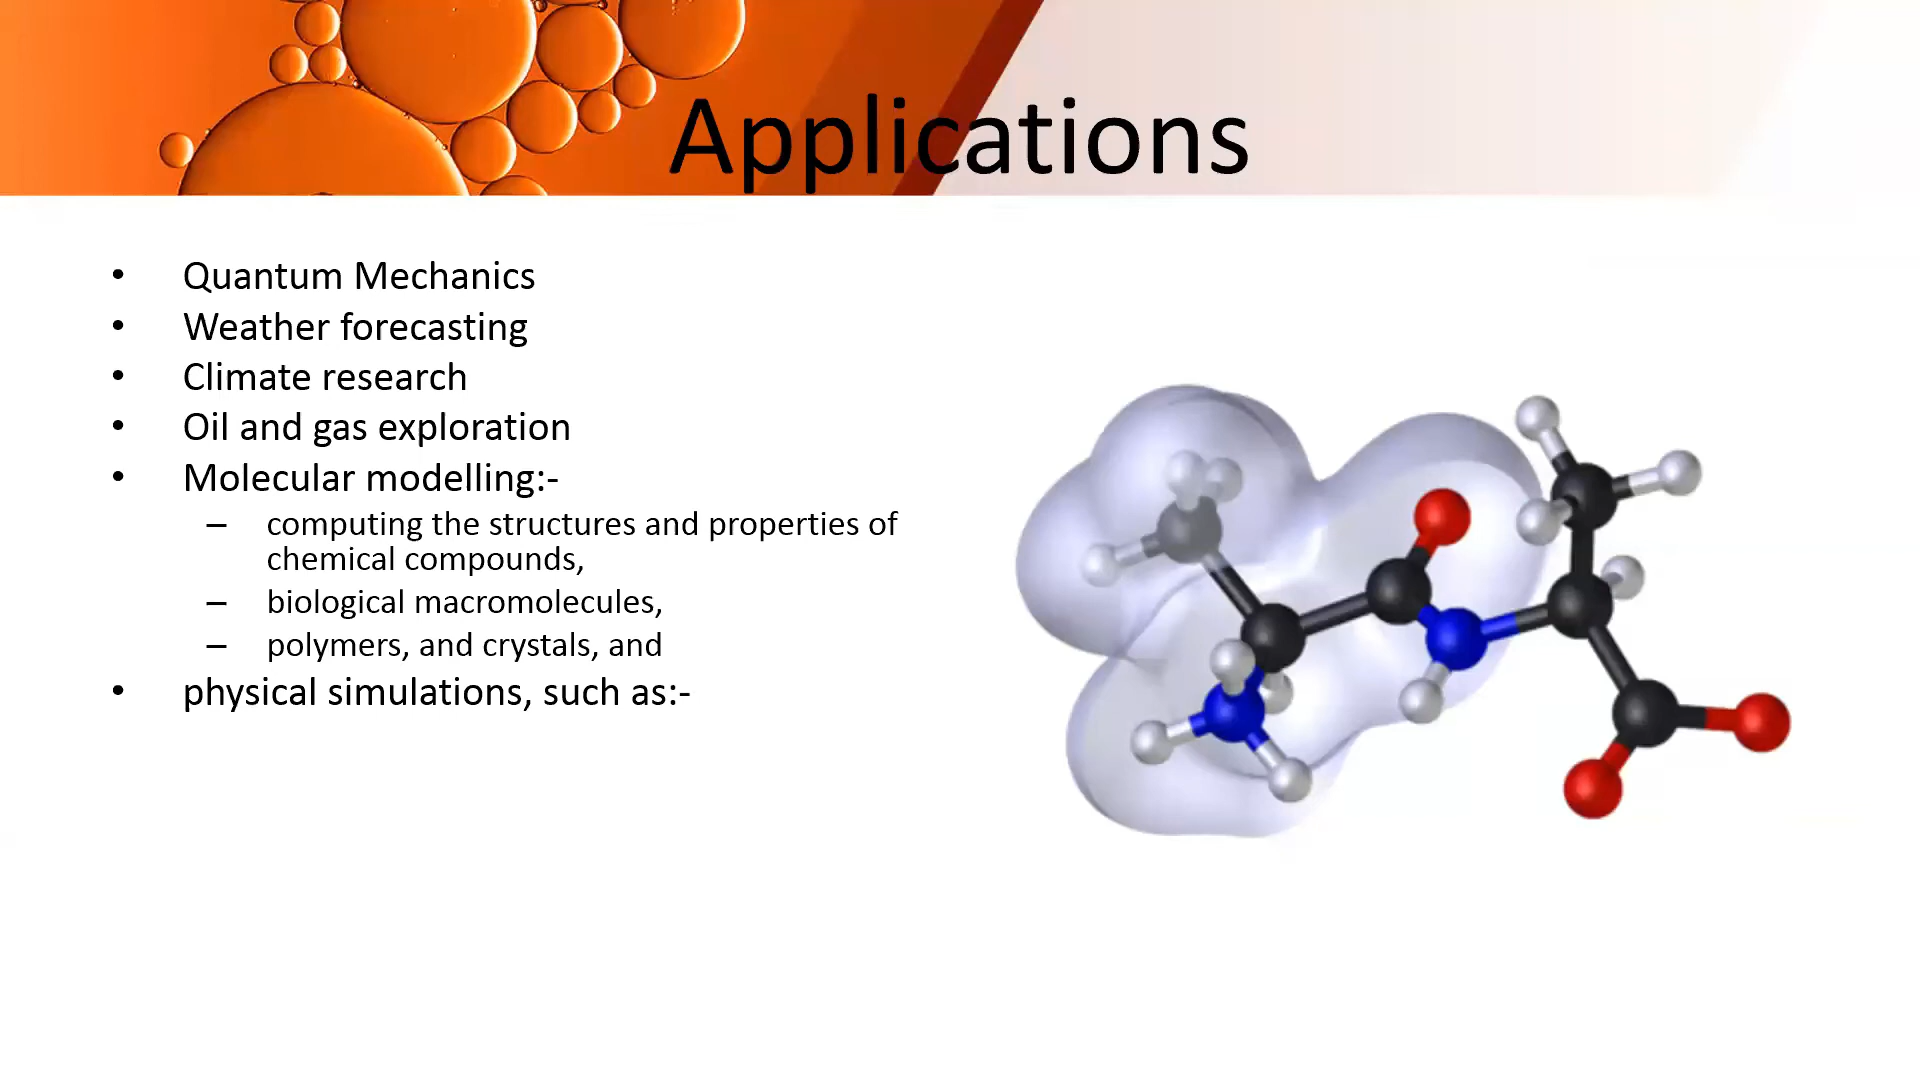 Applications
• Quantum Mechanics
• Weather forecasting
• Climate research
• Oil and gas exploration
• Molecular modelling:-
– computing the structures and properties of
chemical compounds,
– biological macromolecules,
– polymers, and crystals, and
• physical simulations, such as:-